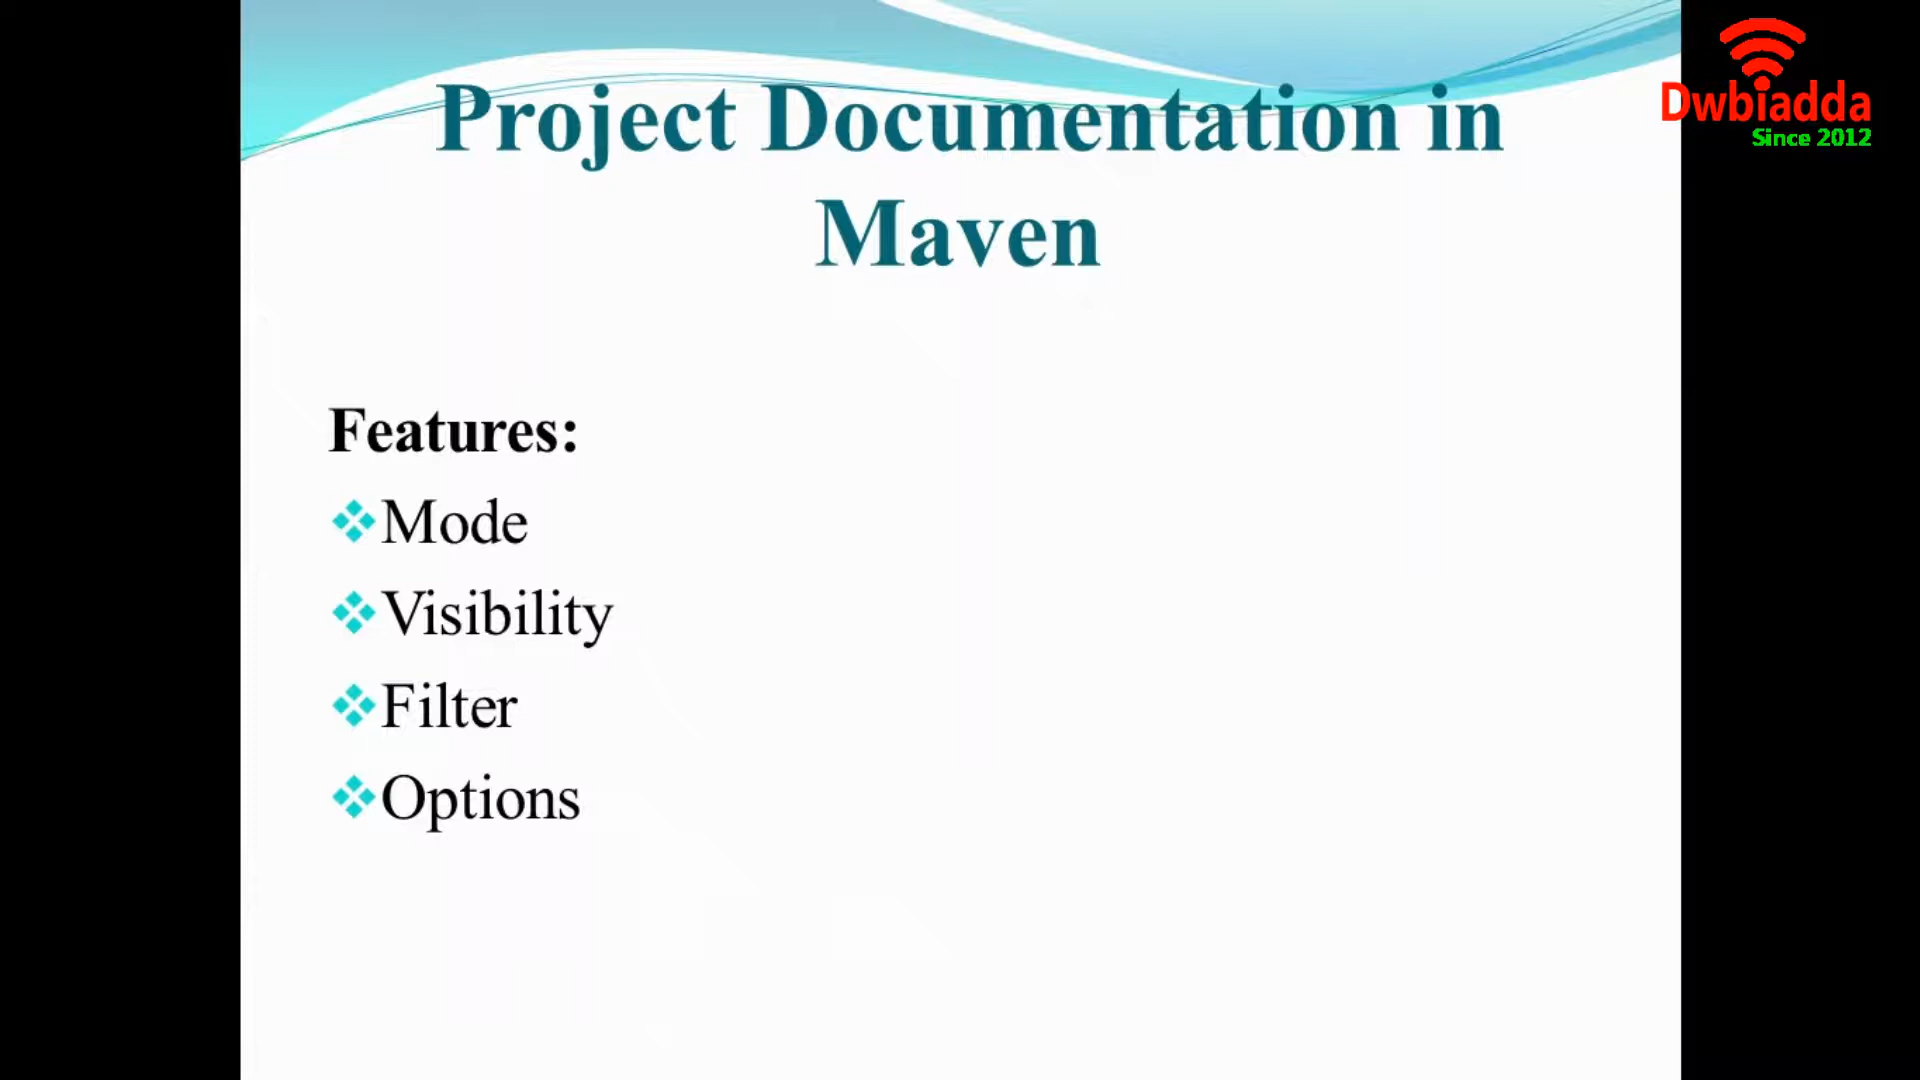 Project Documentation in
Maven
Dwbiadda
Since 2012
Features:
Mode
Visibility
Filter
Options